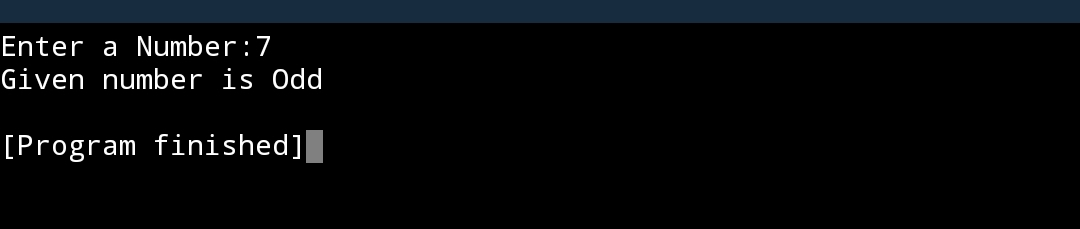 Enter a Number:7
Given number is Odd
[Program finished]